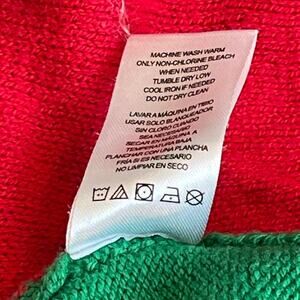 MACHINE WASH WARM
ONLY NON-CHLORINE BLEACH
WHEN NEEDED
TUMBLE DRY LOW
COOL IRON IF NEEDED
DO NOT DRY CLEAN
LAVAR A MÁQUINA EN TIBIO
USAR SOLO BLANQUEADOR
SIN CLORO CUANDO
SEA NECESARIO
SECAR EN MÁQUINA A
TEMPERATURA BAJA
PLANCHAR CON UNA PLANCHA
FRÍA SI ES NECESARIO
NO LIMPIAR EN SECO